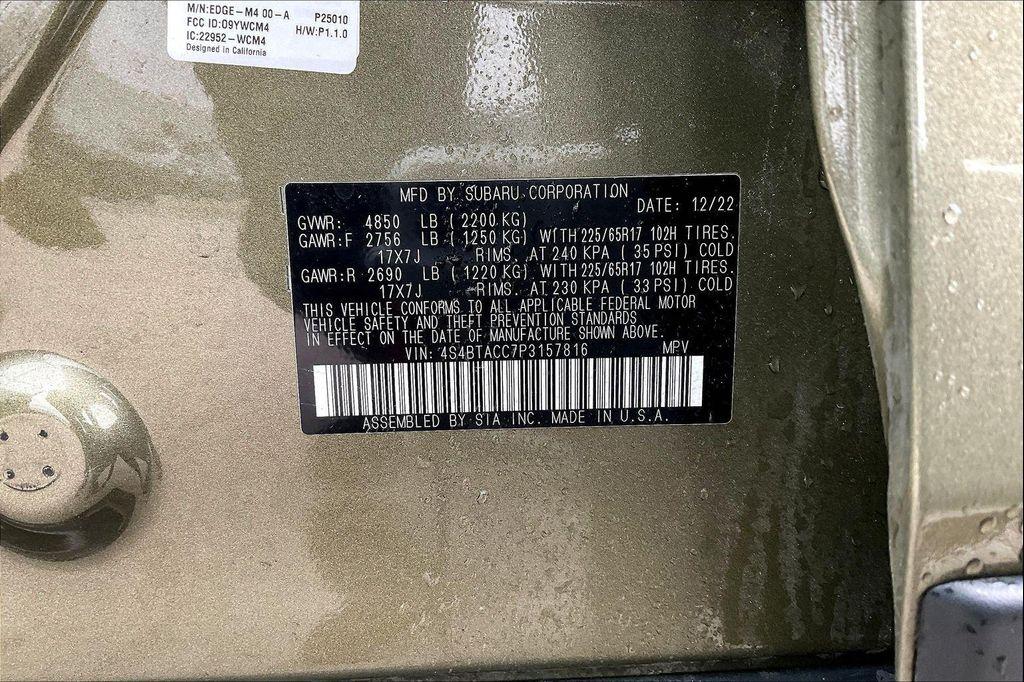 M/N:EDGE-M4 00-A P25010
FCC ID:O9YWCM4 H/W:P1.1.0
IC:22952-WCM4
Designed in California
MFD BY SUBARU CORPORATION
DATE: 12/22
GVWR: 4850 LB (2200 KG)
GAWR:F 2756 LB (1250 KG) WITH 225/65R17 102H TIRES.
17X7J RIMS. AT 240 KPA (35 PSI) COLD
GAWR:R 2690 LB (1220 KG) WITH 225/65R17 102H TIRES.
17X7J RIMS. AT 230 KPA (33 PSI) COLD
THIS VEHICLE CONFORMS TO ALL APPLICABLE FEDERAL MOTOR
VEHICLE SAFETY AND THEFT PREVENTION STANDARDS
IN EFFECT ON THE DATE OF MANUFACTURE SHOWN ABOVE.
VIN: 4S4BTACC7P3157816 MPV
ASSEMBLED BY SIA INC. MADE IN U.S.A.